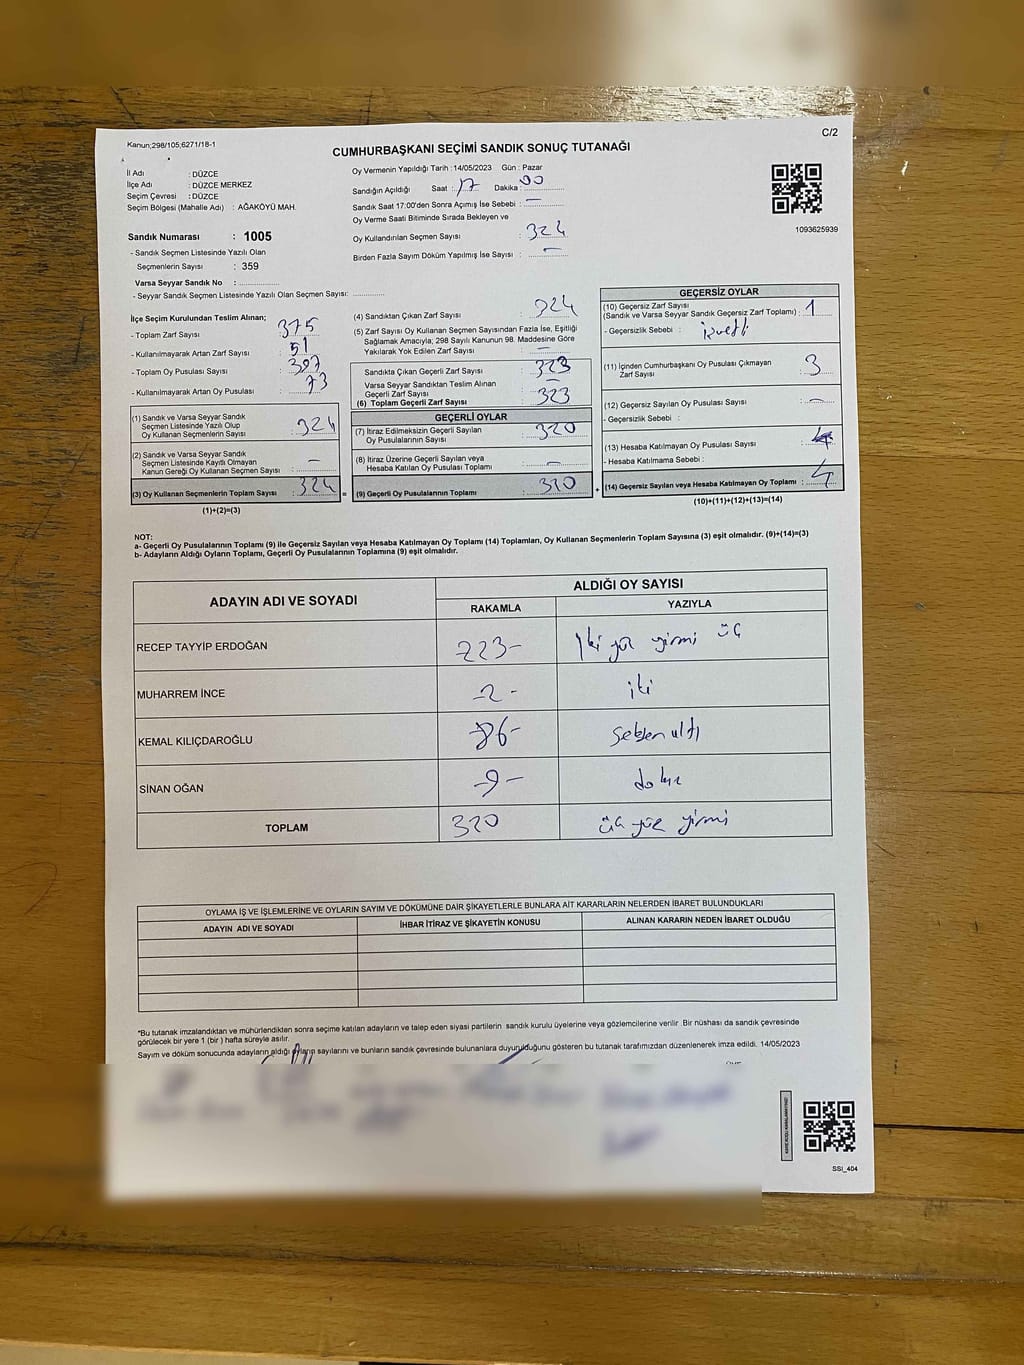 Kanun;298/105;6271/18-1
C/2
CUMHURBAŞKANI SEÇİMİ SANDIK SONUÇ TUTANAĞI
İl Adı : DÜZCE
İlçe Adı : DÜZCE MERKEZ
Seçim Çevresi : DÜZCE
Seçim Bölgesi (Mahalle Adı) : AĞAKÖYÜ MAH.
Sandık Numarası : 1005
- Sandık Seçmen Listesinde Yazılı Olan
Seçmenlerin Sayısı : 359
Varsa Seyyar Sandık No :
- Seyyar Sandık Seçmen Listesinde Yazılı Olan Seçmen Sayısı:
Oy Vermenin Yapıldığı Tarih : 14/05/2023 Gün : Pazar
Sandığın Açıldığı Saat : 17 Dakika : 00
Sandık Saat 17:00'den Sonra Açımış İse Sebebi : —
Oy Verme Saati Bitiminde Sırada Bekleyen ve
Oy Kullandırılan Seçmen Sayısı : 324
Birden Fazla Sayım Döküm Yapılmış İse Sayısı : —
1093625939
İlçe Seçim Kurulundan Teslim Alınan;
- Toplam Zarf Sayısı : 375
- Kullanılmayarak Artan Zarf Sayısı : 51
- Toplam Oy Pusulası Sayısı : 397
- Kullanılmayarak Artan Oy Pusulası : 73
(1) Sandık ve Varsa Seyyar Sandık
Seçmen Listesinde Yazılı Olup
Oy Kullanan Seçmenlerin Sayısı : 324
(2) Sandık ve Varsa Seyyar Sandık
Seçmen Listesinde Kayıtlı Olmayan
Kanun Gereği Oy Kullanan Seçmen Sayısı : —
(3) Oy Kullanan Seçmenlerin Toplam Sayısı : 324 =
(1)+(2)=(3)
(4) Sandıktan Çıkan Zarf Sayısı : 324
(5) Zarf Sayısı Oy Kullanan Seçmen Sayısından Fazla İse, Eşitliği
Sağlamak Amacıyla; 298 Sayılı Kanunun 98. Maddesine Göre
Yakılarak Yok Edilen Zarf Sayısı : —
Sandıkta Çıkan Geçerli Zarf Sayısı : 323
Varsa Seyyar Sandıktan Teslim Alınan
Geçerli Zarf Sayısı : —
(6) Toplam Geçerli Zarf Sayısı : 323
GEÇERLİ OYLAR
(7) İtiraz Edilmeksizin Geçerli Sayılan
Oy Pusulalarının Sayısı : 320
(8) İtiraz Üzerine Geçerli Sayılan veya
Hesaba Katılan Oy Pusulası Toplamı : —
(9) Geçerli Oy Pusulalarının Toplamı : 320 +
GEÇERSİZ OYLAR
(10) Geçersiz Zarf Sayısı
(Sandık ve Varsa Seyyar Sandık Geçersiz Zarf Toplamı) : 1
- Geçersizlik Sebebi :
(11) İçinden Cumhurbaşkanı Oy Pusulası Çıkmayan
Zarf Sayısı : 3
(12) Geçersiz Sayılan Oy Pusulası Sayısı : —
- Geçersizlik Sebebi :
(13) Hesaba Katılmayan Oy Pusulası Sayısı :
- Hesaba Katılmama Sebebi :
(14) Geçersiz Sayılan veya Hesaba Katılmayan Oy Toplamı : 4
(10)+(11)+(12)+(13)=(14)
NOT:
a- Geçerli Oy Pusulalarının Toplamı (9) ile Geçersiz Sayılan veya Hesaba Katılmayan Oy Toplamı (14) Toplamları, Oy Kullanan Seçmenlerin Toplam Sayısına (3) eşit olmalıdır. (9)+(14)=(3)
b- Adayların Aldığı Oyların Toplamı, Geçerli Oy Pusulalarının Toplamına (9) eşit olmalıdır.
ADAYIN ADI VE SOYADI
ALDIĞI OY SAYISI
RAKAMLA YAZIYLA
RECEP TAYYİP ERDOĞAN 223- İki yüz yirmi üç
MUHARREM İNCE -2- iki
KEMAL KILIÇDAROĞLU -86- seksen altı
SİNAN OĞAN -9- dokuz
TOPLAM 320 üç yüz yirmi
OYLAMA İŞ VE İŞLEMLERİNE VE OYLARIN SAYIM VE DÖKÜMÜNE DAİR ŞİKAYETLERLE BUNLARA AİT KARARLARIN NELERDEN İBARET BULUNDUKLARI
ADAYIN ADI VE SOYADI İHBAR İTİRAZ VE ŞİKAYETİN KONUSU ALINAN KARARIN NEDEN İBARET OLDUĞU
*Bu tutanak imzalandıktan ve mühürlendikten sonra seçime katılan adayların ve talep eden siyasi partilerin sandık kurulu üyelerine veya gözlemcilerine verilir. Bir nüshası da sandık çevresinde
görülecek bir yere 1 (bir ) hafta süreyle asılır.
Sayım ve döküm sonucunda adayların aldığı oyların sayılarını ve bunların sandık çevresinde bulunanlara duyurulduğunu gösteren bu tutanak tarafımızdan düzenlenerek imza edildi. 14/05/2023
SSI_404